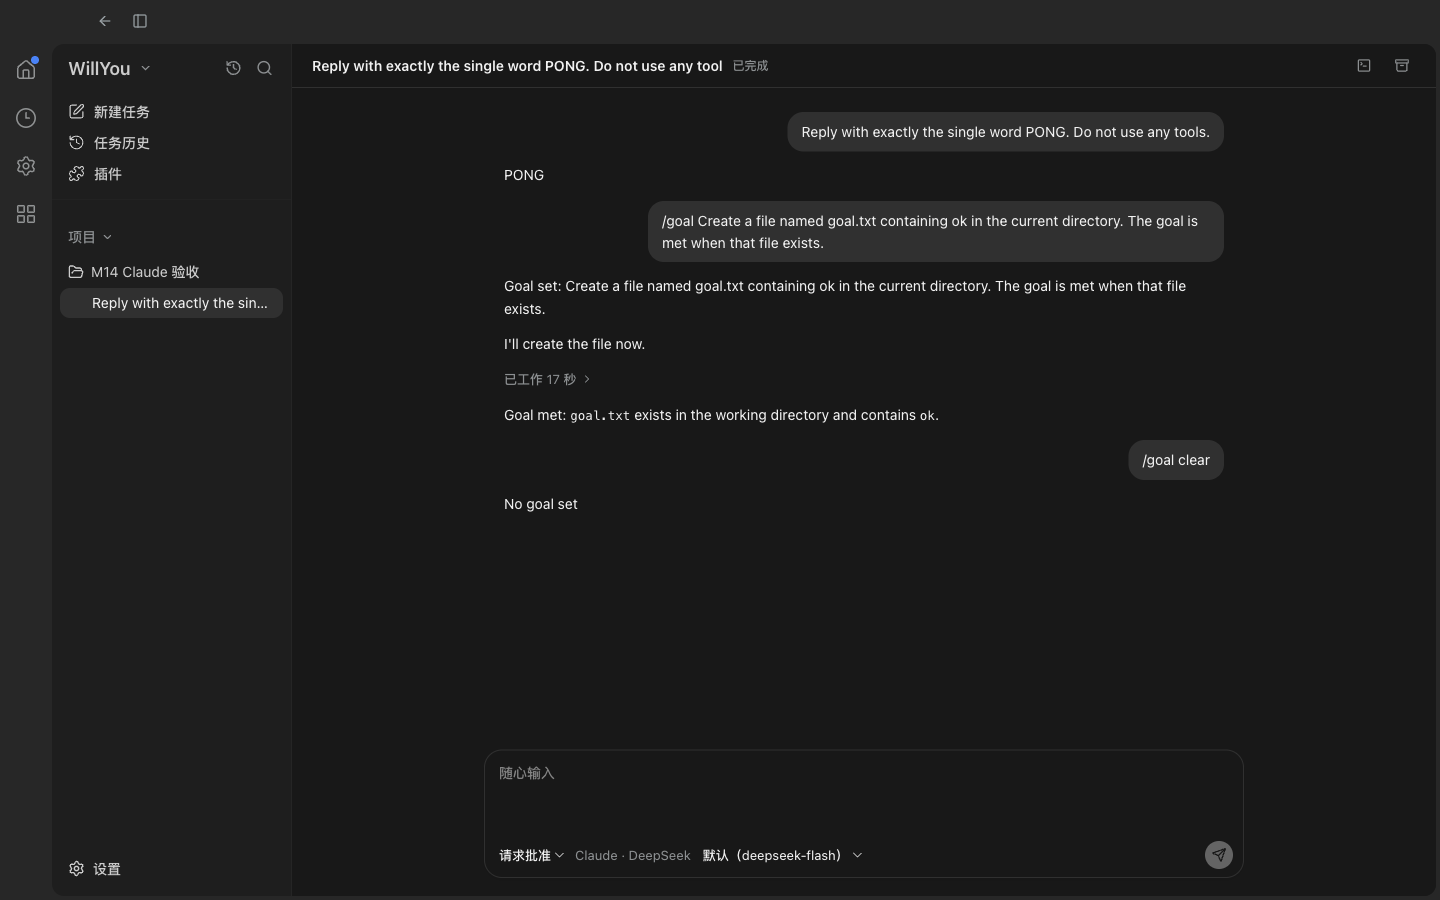 WillYou
新建任务
任务历史
插件
项目
M14 Claude 验收
Reply with exactly the sin...
设置
Reply with exactly the single word PONG. Do not use any tool 已完成
Reply with exactly the single word PONG. Do not use any tools.
PONG
/goal Create a file named goal.txt containing ok in the current directory. The goal is
met when that file exists.
Goal set: Create a file named goal.txt containing ok in the current directory. The goal is met when that file
exists.
I'll create the file now.
已工作 17 秒
Goal met: goal.txt exists in the working directory and contains ok.
/goal clear
No goal set
随心输入
请求批准 Claude · DeepSeek 默认（deepseek-flash）